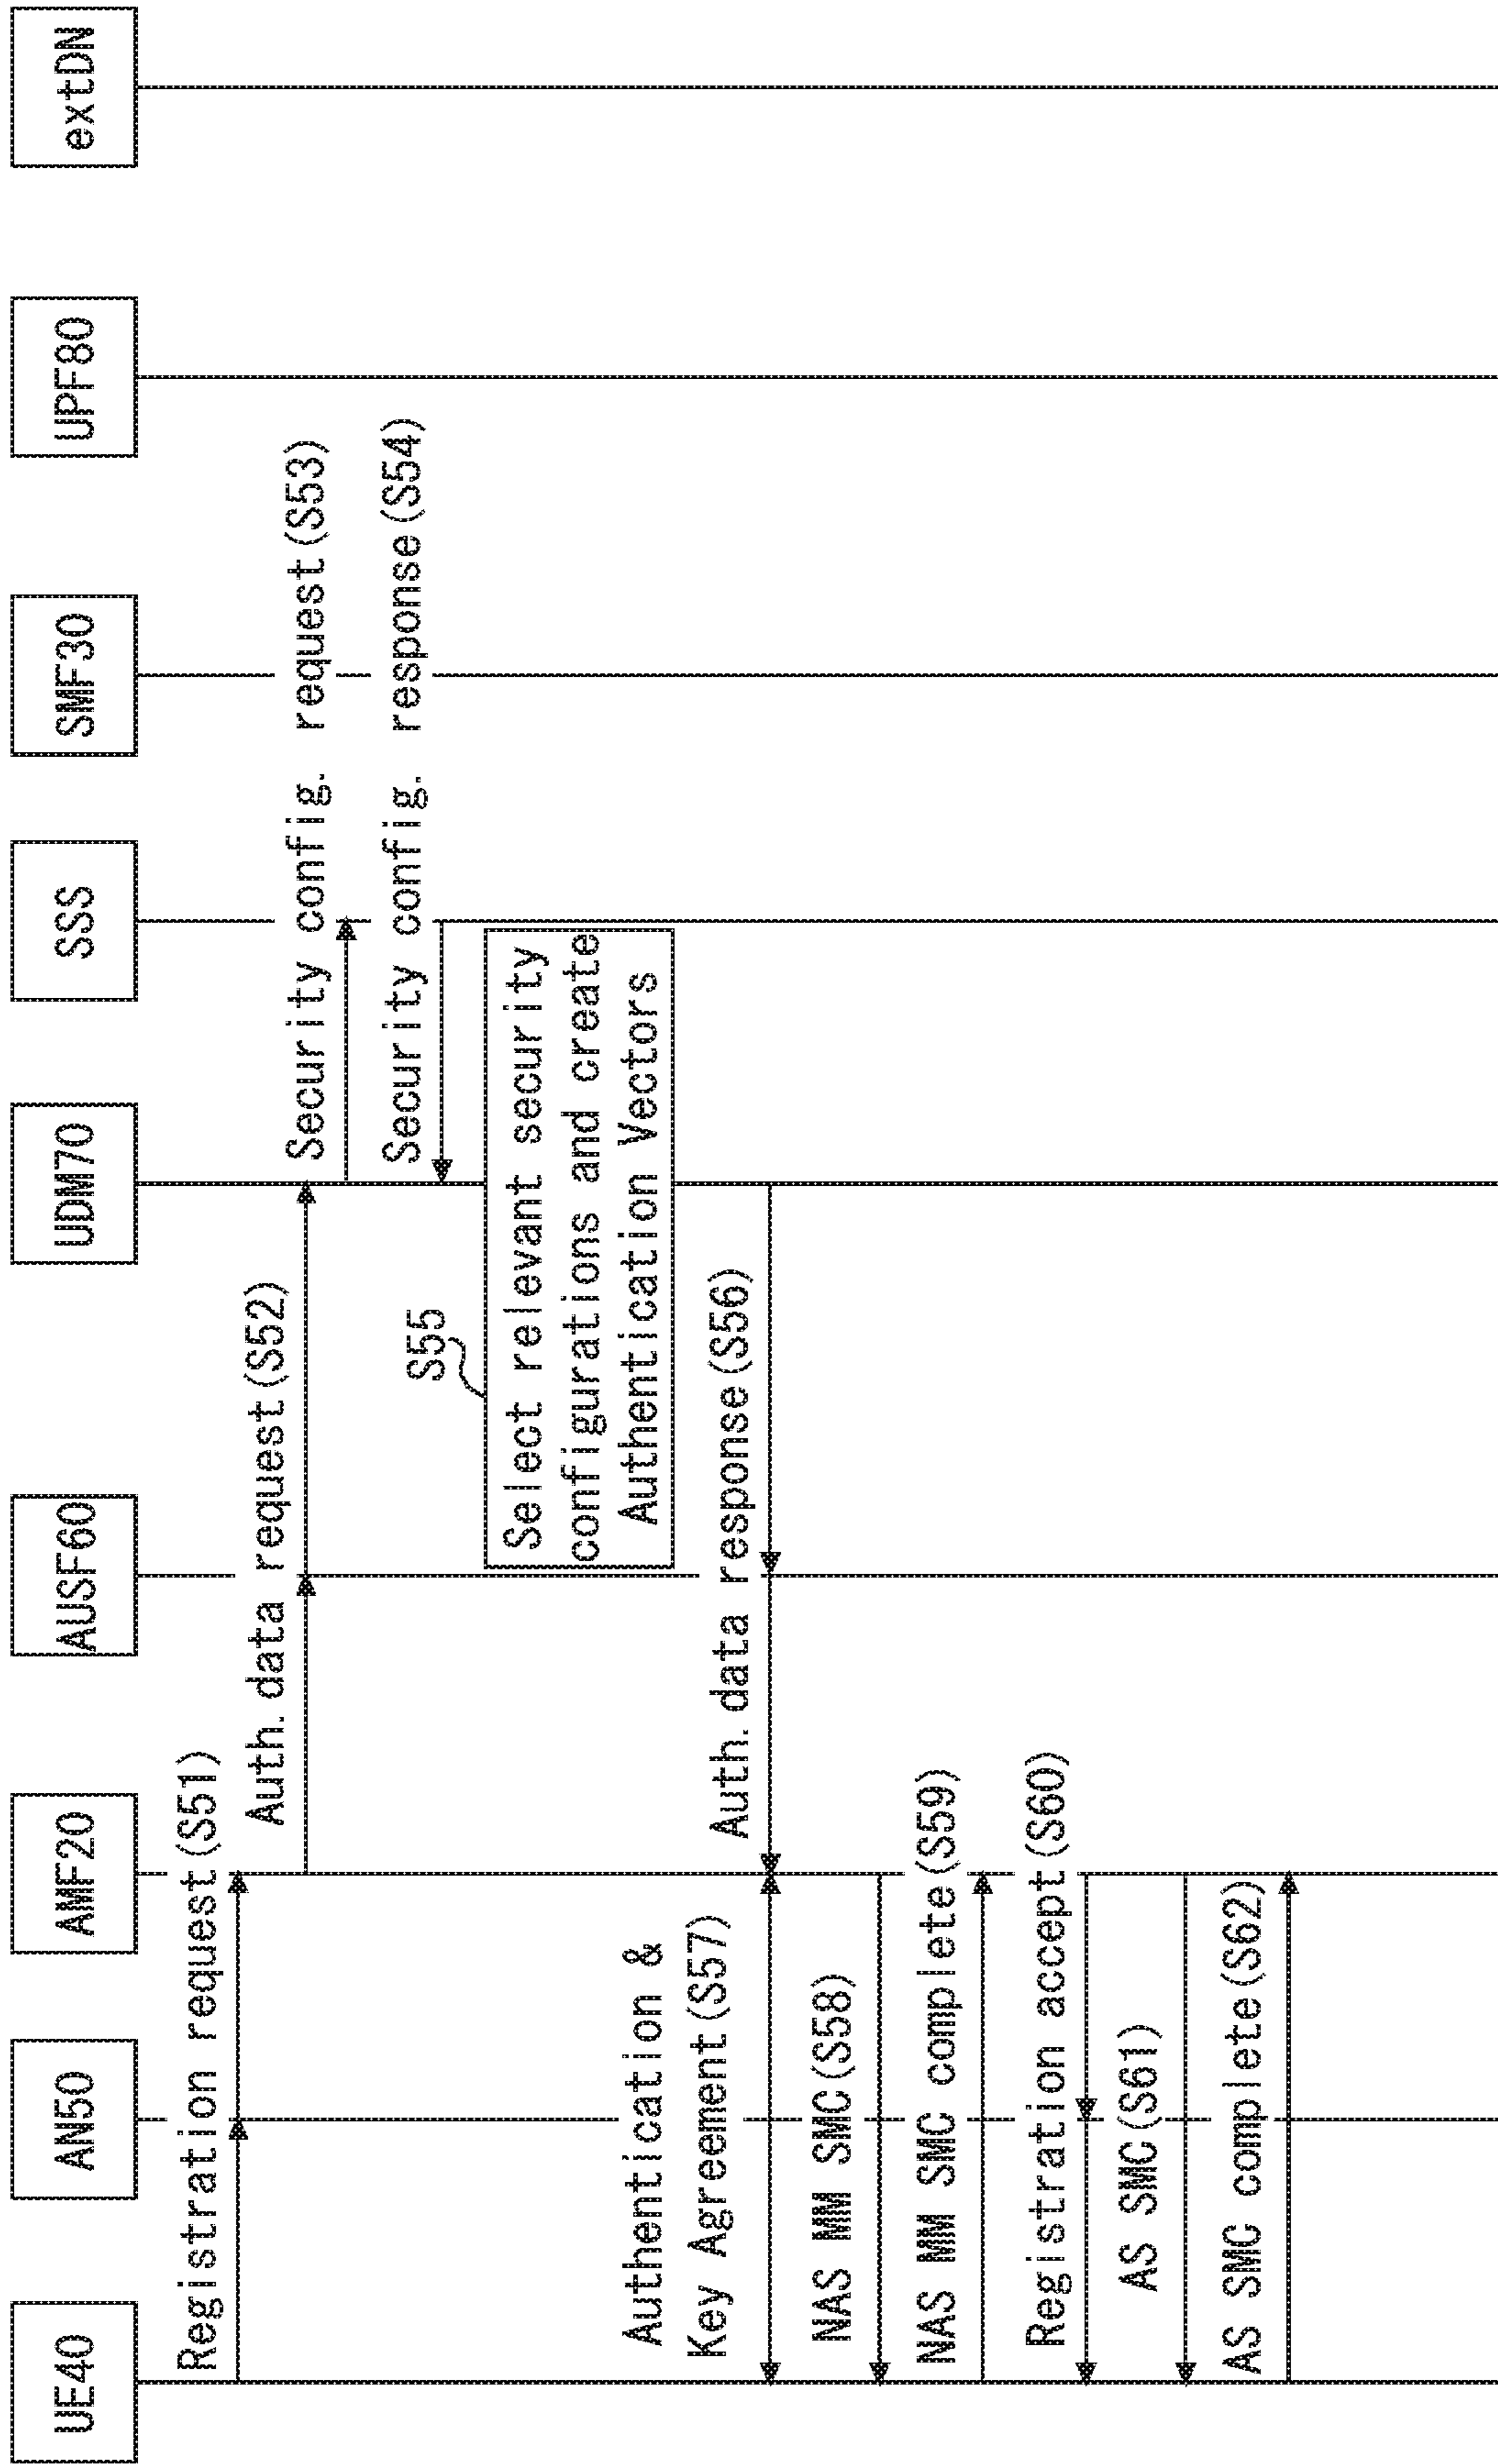 UE40
AN50
AMF20
AUSF60
UDM70
SSS
SMF30
UPF80
extDN
Registration request(S51)
Auth.data request(S52)
Security config. request(S53)
Security config. response(S54)
S55
Select relevant security
configurations and create
Authentication Vectors
Auth.data response(S56)
Authentication &
Key Agreement(S57)
NAS MM SMC(S58)
NAS MM SMC complete(S59)
Registration accept(S60)
AS SMC(S61)
AS SMC complete(S62)